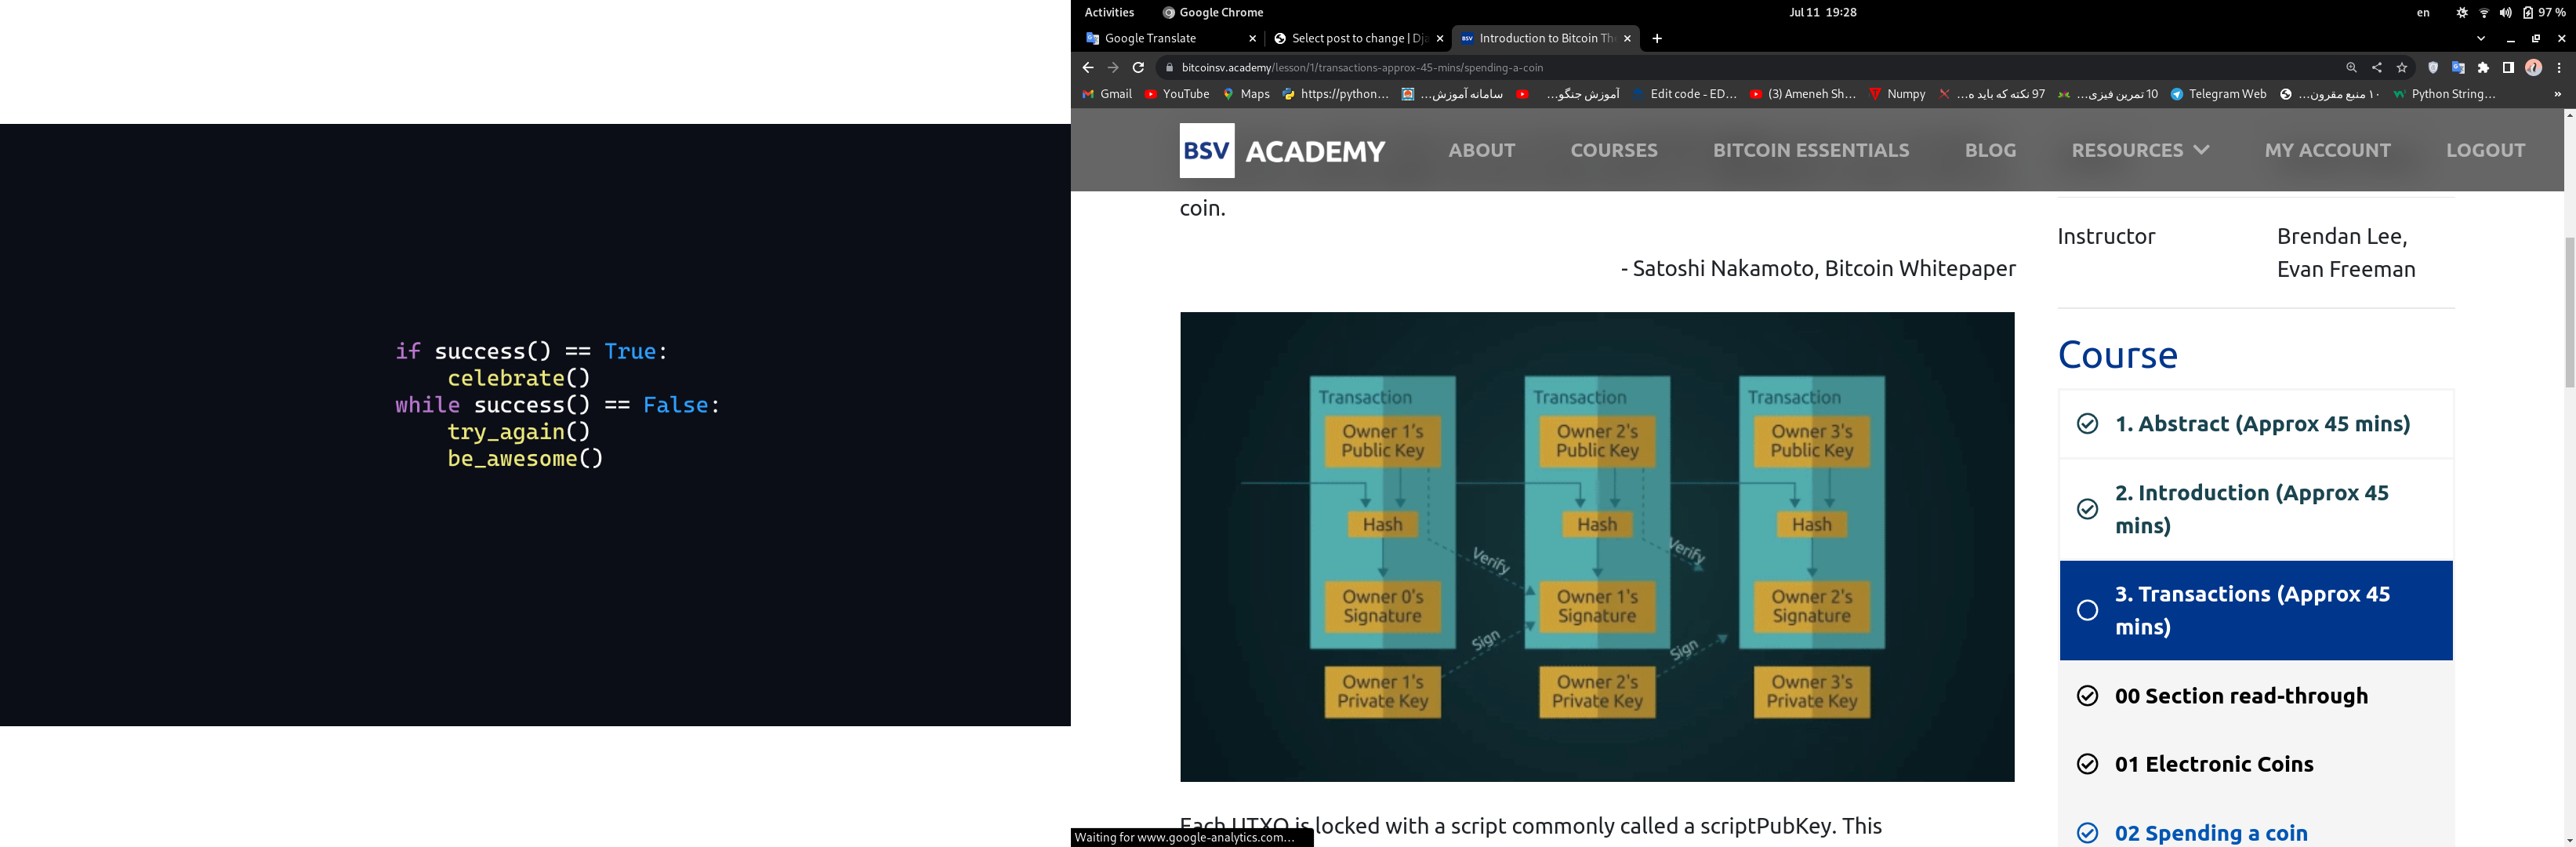 if success() == True:
celebrate()
while success() == False:
try_again()
be_awesome()
Activities
Google Chrome
Jul 11 19:28
en
97 %
Google Translate
Select post to change | Dja
Introduction to Bitcoin The
bitcoinsv.academy/lesson/1/transactions-approx-45-mins/spending-a-coin
Gmail
YouTube
Maps
https://python…
سامانه آموزش…
آموزش جنگو…
Edit code - ED…
(3) Ameneh Sh…
Numpy
97 نکته که باید ه…
10 تمرین فیزی…
Telegram Web
۱۰ منبع مقرون…
Python String…
»
BSV ACADEMY
ABOUT
COURSES
BITCOIN ESSENTIALS
BLOG
RESOURCES
MY ACCOUNT
LOGOUT
coin.
- Satoshi Nakamoto, Bitcoin Whitepaper
Transaction
Owner 1's
Public Key
Hash
Owner 0's
Signature
Owner 1's
Private Key
Verify
Sign
Transaction
Owner 2's
Public Key
Hash
Owner 1's
Signature
Owner 2's
Private Key
Verify
Sign
Transaction
Owner 3's
Public Key
Hash
Owner 2's
Signature
Owner 3's
Private Key
Each UTXO is locked with a script commonly called a scriptPubKey. This
Waiting for www.google-analytics.com…
Instructor
Brendan Lee,
Evan Freeman
Course
1. Abstract (Approx 45 mins)
2. Introduction (Approx 45
mins)
3. Transactions (Approx 45
mins)
00 Section read-through
01 Electronic Coins
02 Spending a coin